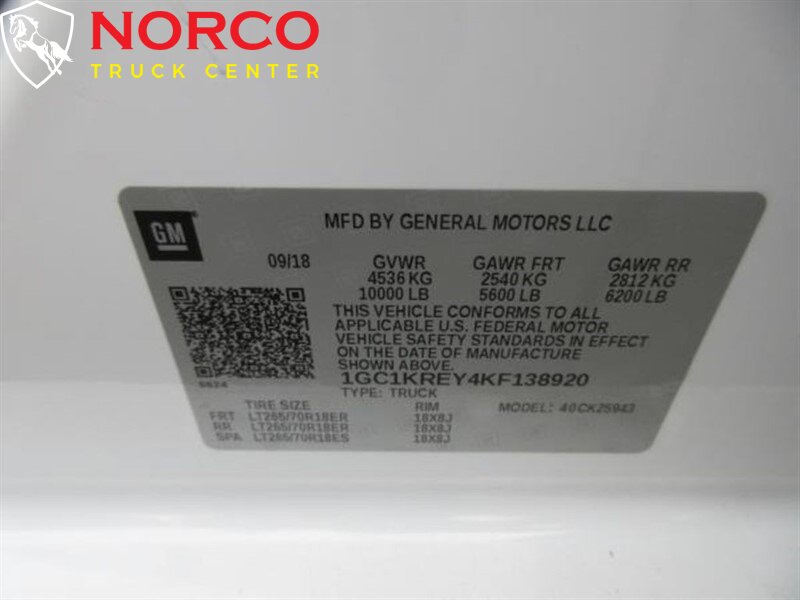 NORCO
TRUCK CENTER
GM
MFD BY GENERAL MOTORS LLC
09/18 GVWR GAWR FRT GAWR RR
4536 KG 2540 KG 2812 KG
10000 LB 5600 LB 6200 LB
THIS VEHICLE CONFORMS TO ALL
APPLICABLE U.S. FEDERAL MOTOR
VEHICLE SAFETY STANDARDS IN EFFECT
ON THE DATE OF MANUFACTURE
SHOWN ABOVE.
1GC1KREY4KF138920
TYPE: TRUCK
TIRE SIZE RIM MODEL: 40CK25943
FRT LT265/70R18ER 18X8J
RR LT265/70R18ER 18X8J
SPA LT265/70R18ES 18X8J